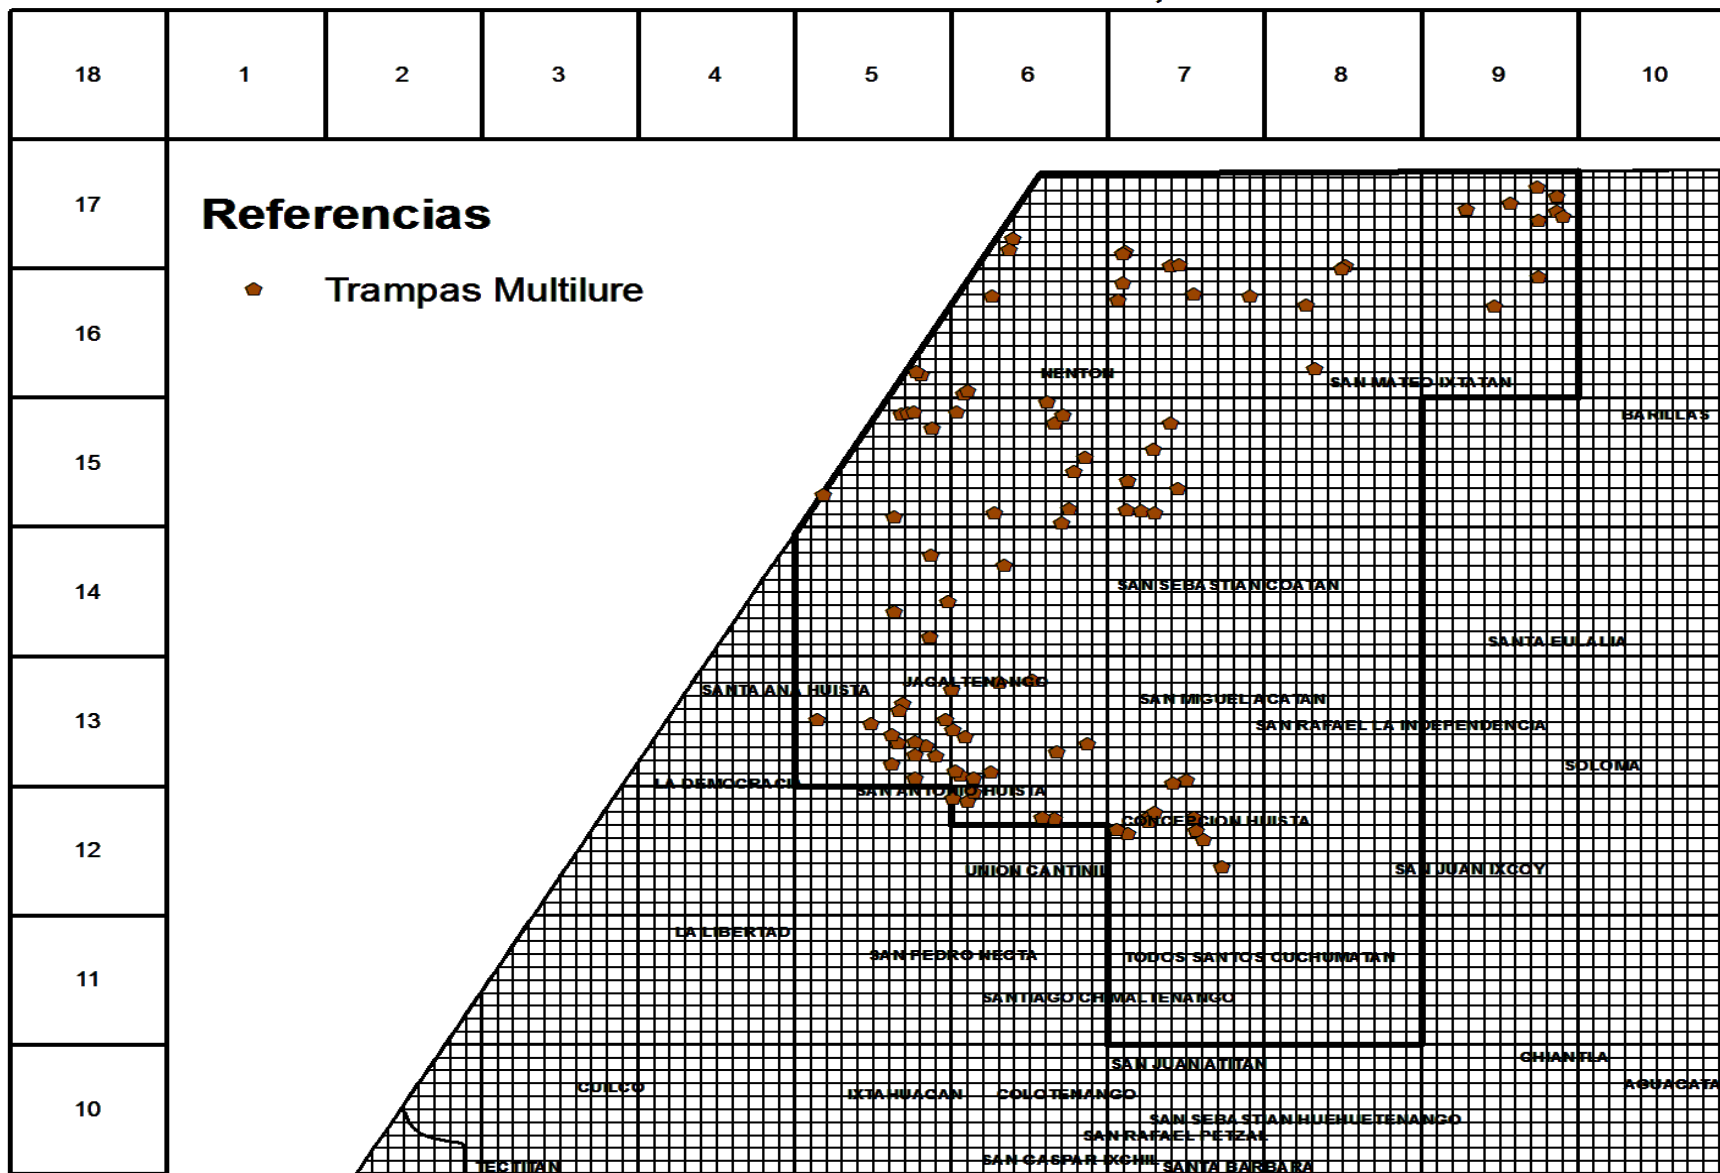 18 1 2 3 4 5 6 7 8 9 10
17
Referencias
Trampas Multilure
16
NENTON
SAN MATEO IXTATAN
BARILLAS
15
14
SAN SEBASTIAN COATAN
SANTA EULALIA
JACALTENANGO
SANTA ANA HUISTA
SAN MIGUEL ACATAN
13
SAN RAFAEL LA INDEPENDENCIA
SOLOMA
LA DEMOCRACIA
SAN ANTONIO HUISTA
CONCEPCION HUISTA
12
UNION CANTINIL
SAN JUAN IXCOY
LA LIBERTAD
SAN PEDRO NECTA
TODOS SANTOS CUCHUMATAN
11
SANTIAGO CHIMALTENANGO
CHIANTLA
SAN JUAN ATITAN
AGUACATA
CUILCO
IXTAHUACAN
COLOTENANGO
10
SAN SEBASTIAN HUEHUETENANGO
SAN RAFAEL PETZAL
SAN GASPAR IXCHIL
SANTA BARBARA
TECTITAN